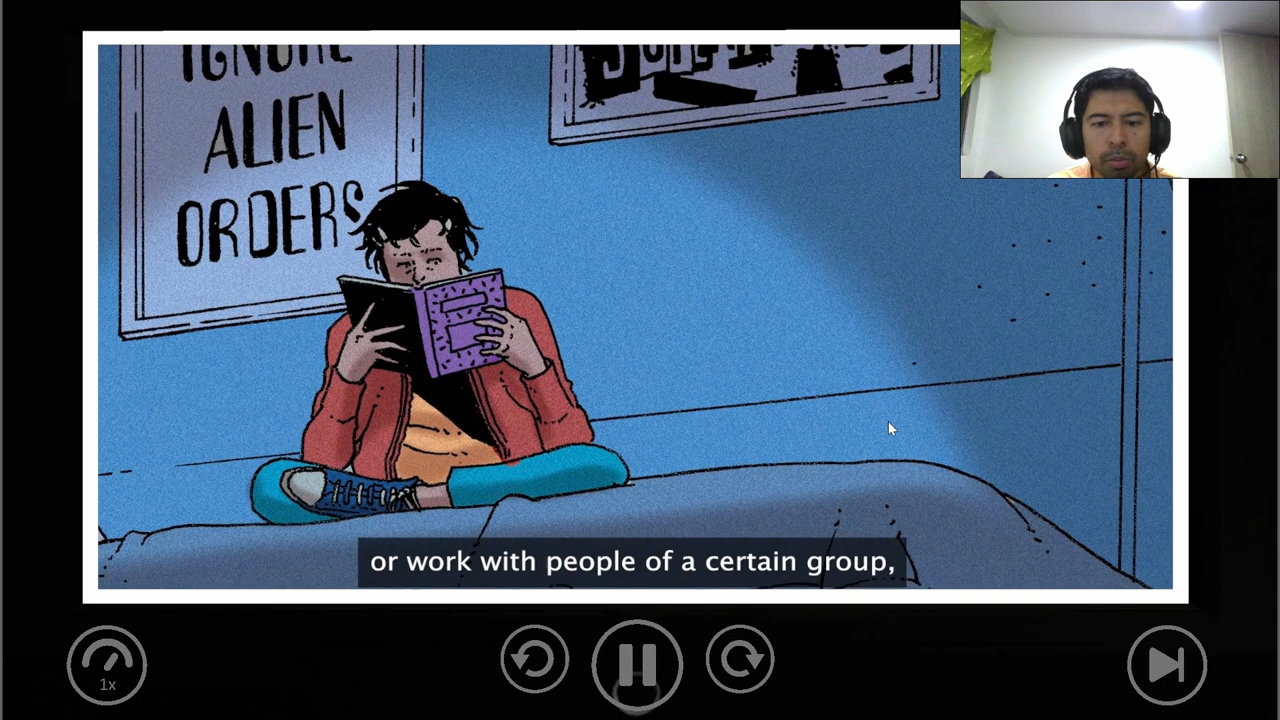 IGNORE
ALIEN
ORDERS
or work with people of a certain group,
1x